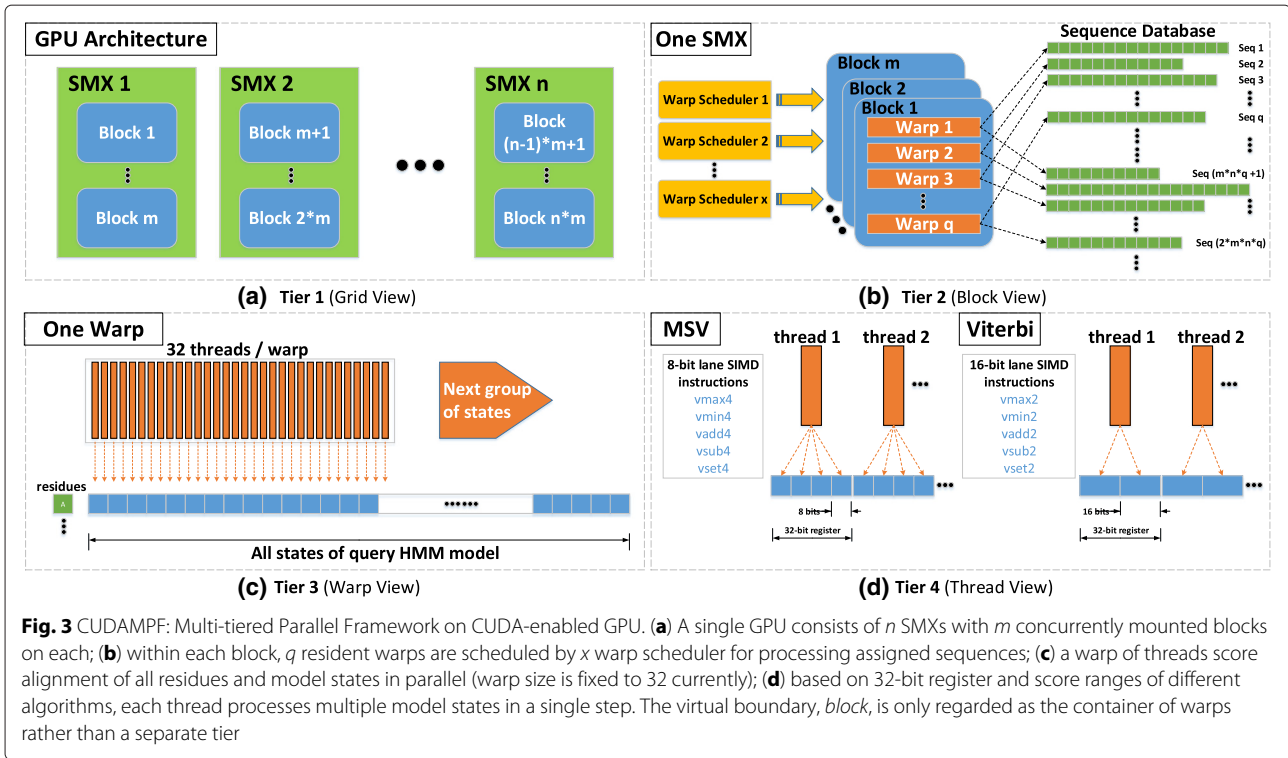 GPU Architecture
SMX 1
Block 1
Block m
SMX 2
Block m+1
Block 2*m
SMX n
Block
(n-1)*m+1
Block n*m
(a) Tier 1 (Grid View)
One SMX
Warp Scheduler 1
Warp Scheduler 2
Warp Scheduler x
Block m
Block 2
Block 1
Warp 1
Warp 2
Warp 3
Warp q
Sequence Database
Seq 1
Seq 2
Seq 3
Seq q
Seq (m*n*q +1)
Seq (2*m*n*q)
(b) Tier 2 (Block View)
One Warp
32 threads / warp
Next group
of states
residues
A
All states of query HMM model
(c) Tier 3 (Warp View)
MSV
8-bit lane SIMD
instructions
vmax4
vmin4
vadd4
vsub4
vset4
thread 1
thread 2
8 bits
32-bit register
Viterbi
16-bit lane SIMD
instructions
vmax2
vmin2
vadd2
vsub2
vset2
thread 1
thread 2
16 bits
32-bit register
(d) Tier 4 (Thread View)
Fig. 3 CUDAMPF: Multi-tiered Parallel Framework on CUDA-enabled GPU. (a) A single GPU consists of n SMXs with m concurrently mounted blocks
on each; (b) within each block, q resident warps are scheduled by x warp scheduler for processing assigned sequences; (c) a warp of threads score
alignment of all residues and model states in parallel (warp size is fixed to 32 currently); (d) based on 32-bit register and score ranges of different
algorithms, each thread processes multiple model states in a single step. The virtual boundary, block, is only regarded as the container of warps
rather than a separate tier